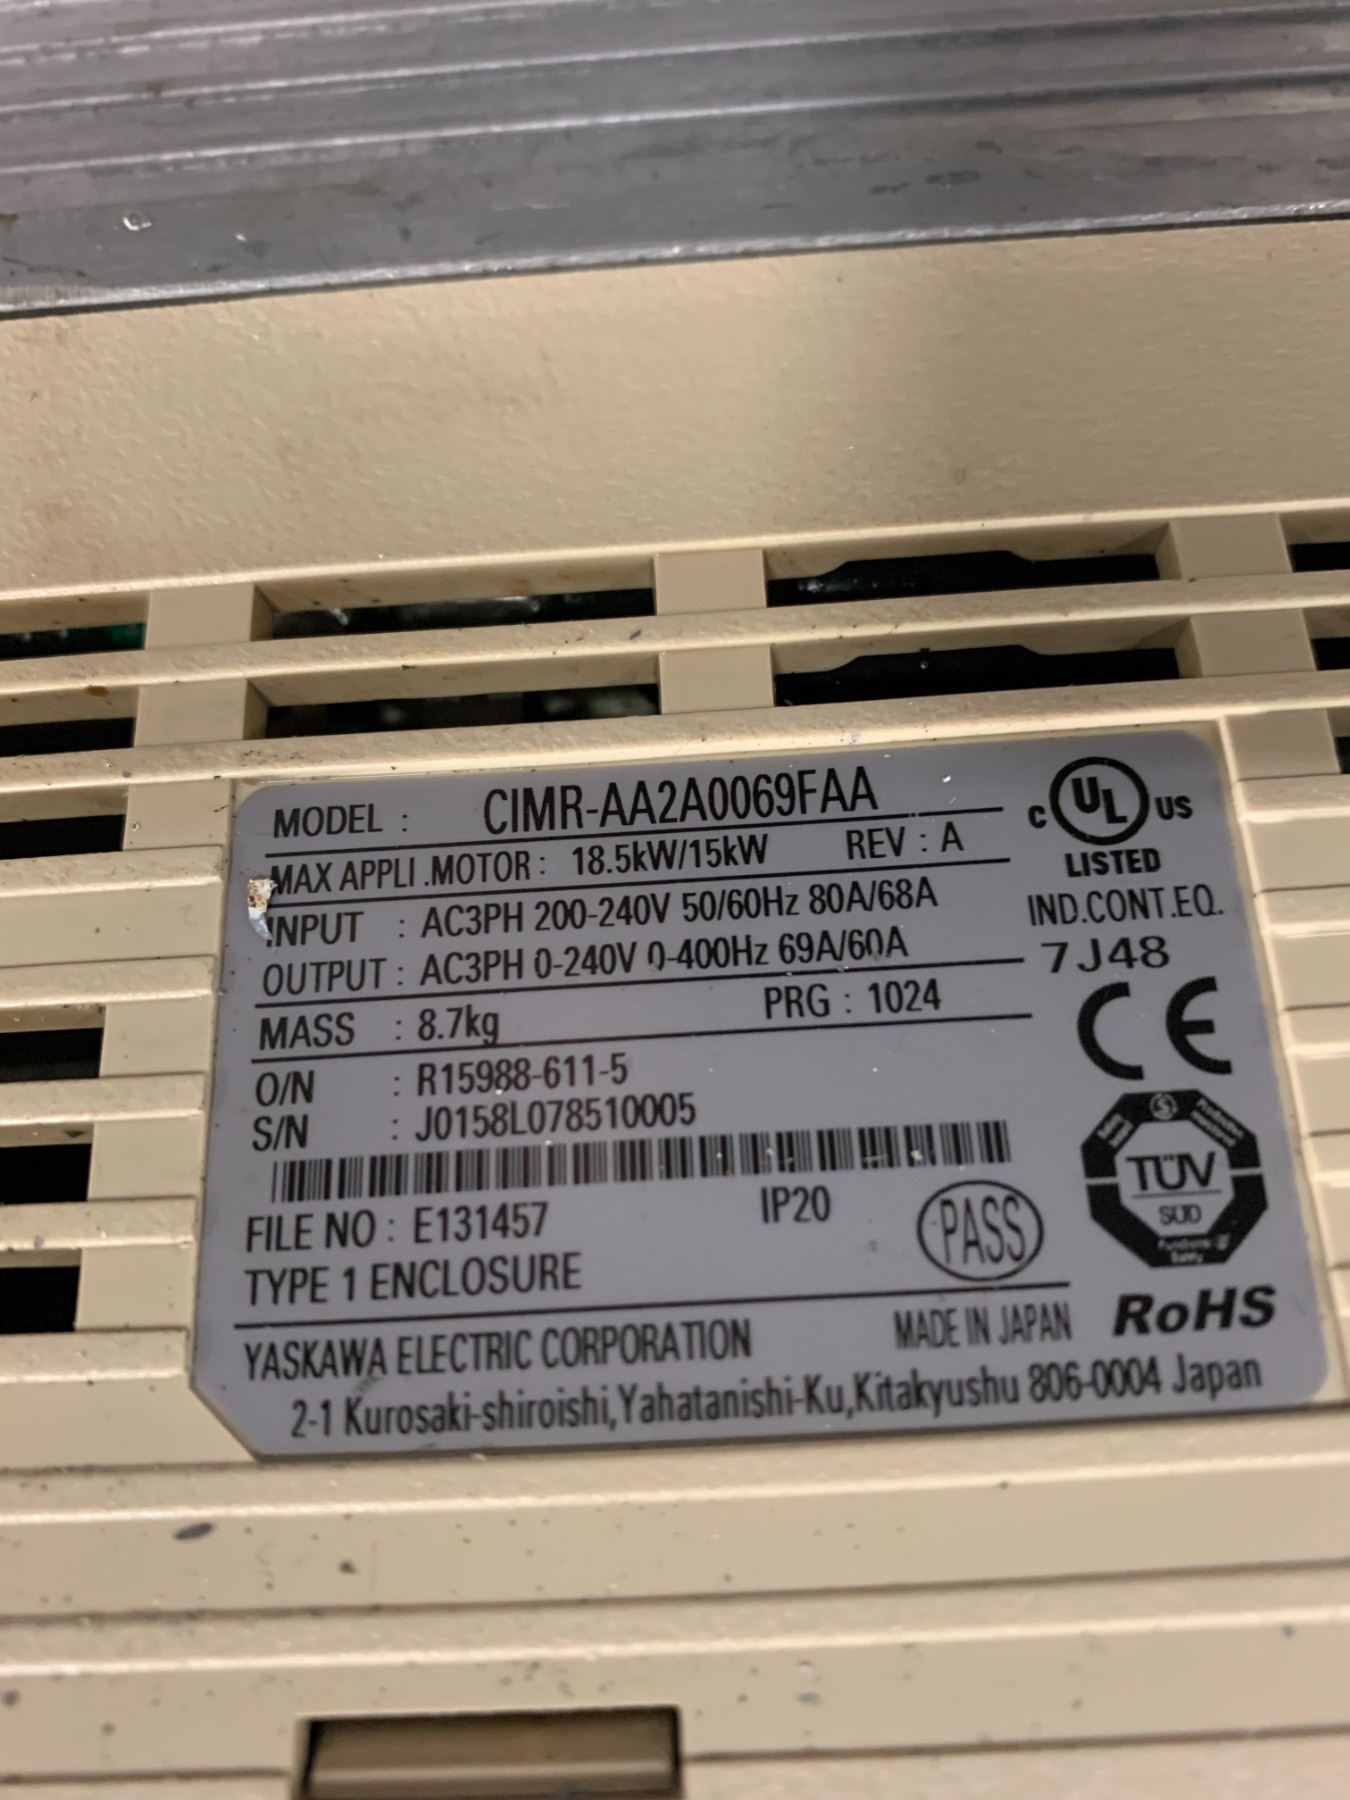 MODEL : CIMR-AA2A0069FAA
MAX APPLI .MOTOR : 18.5kW/15kW REV : A
INPUT : AC3PH 200-240V 50/60Hz 80A/68A
OUTPUT : AC3PH 0-240V 0-400Hz 69A/60A
MASS : 8.7kg PRG : 1024
O/N : R15988-611-5
S/N : J0158L078510005
FILE NO : E131457 IP20
TYPE 1 ENCLOSURE
PASS
YASKAWA ELECTRIC CORPORATION MADE IN JAPAN
2-1 Kurosaki-shiroishi,Yahatanishi-Ku,Kitakyushu 806-0004 Japan
C UL US
LISTED
IND.CONT.EQ.
7J48
CE
TÜV
SÜD
Safety
RoHS